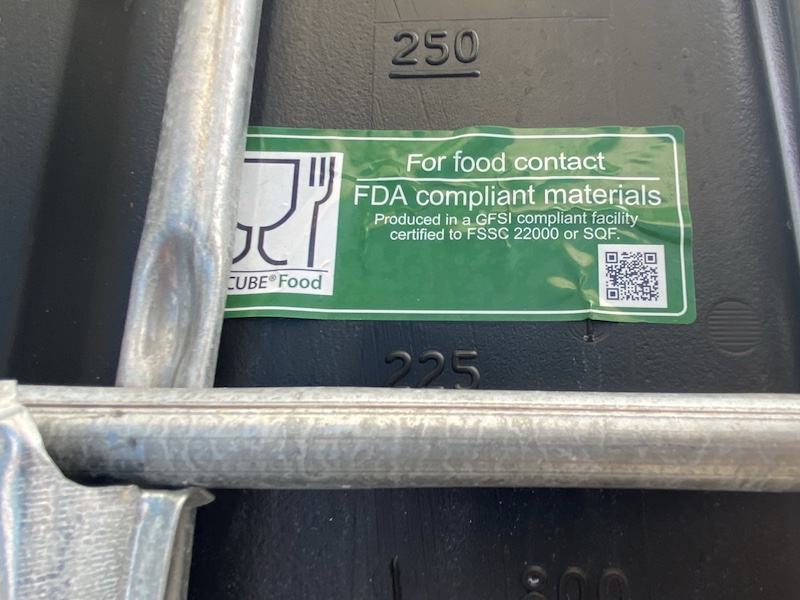 250
For food contact
FDA compliant materials
Produced in a GFSI compliant facility
certified to FSSC 22000 or SQF.
CUBE® Food
225